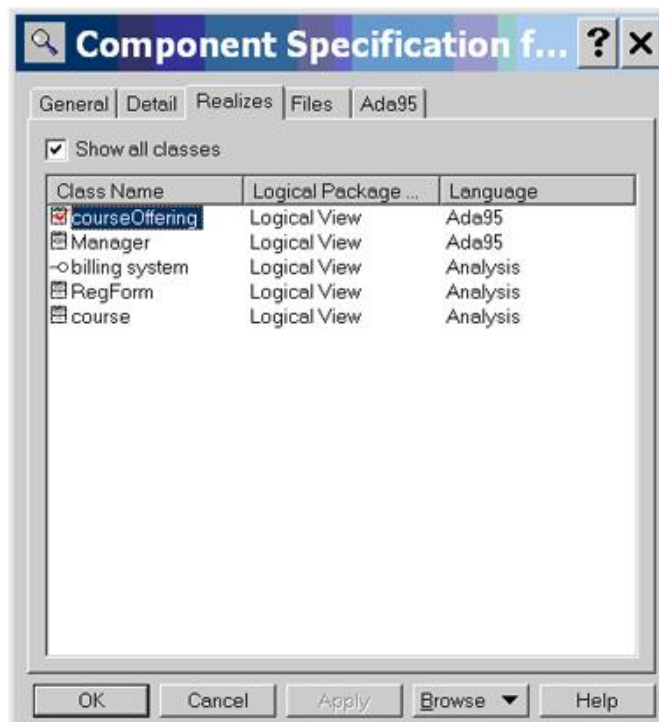 Component Specification f... ? ×
General Detail Realizes Files Ada95
Show all classes
Class Name Logical Package ... Language
courseOffering Logical View Ada95
Manager Logical View Ada95
billing system Logical View Analysis
RegForm Logical View Analysis
course Logical View Analysis
OK Cancel Apply Browse Help